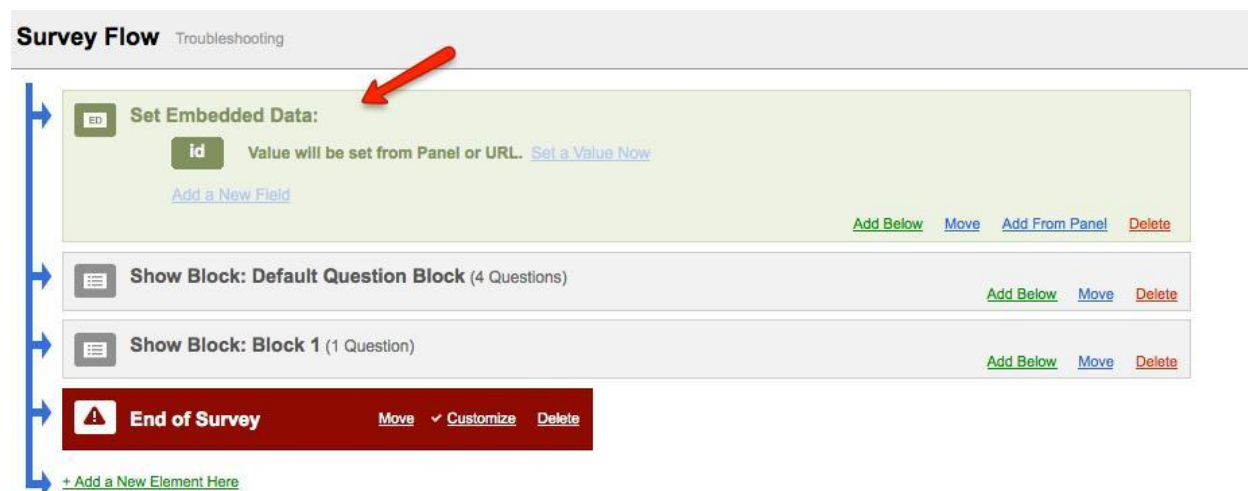 Survey Flow Troubleshooting
ED Set Embedded Data:
id Value will be set from Panel or URL. Set a Value Now
Add a New Field
Add Below Move Add From Panel Delete
Show Block: Default Question Block (4 Questions)
Add Below Move Delete
Show Block: Block 1 (1 Question)
Add Below Move Delete
End of Survey Move Customize Delete
+ Add a New Element Here